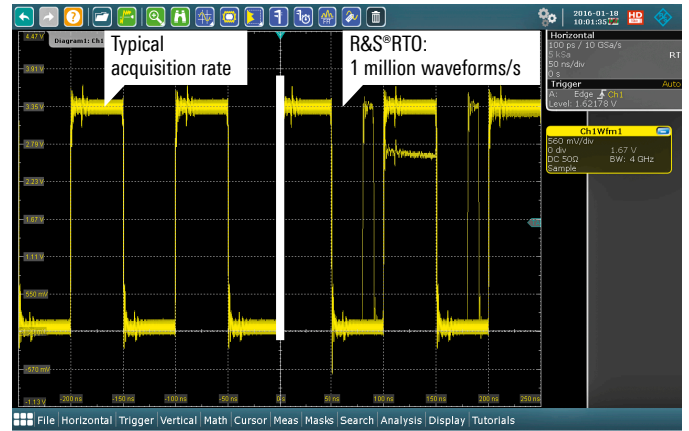 2016-01-18
10:01:35
HD
Diagram1: Ch1
Typical
acquisition rate
R&S®RTO:
1 million waveforms/s
4.47 V
3.91 V
3.35 V
2.79 V
2.23 V
1.67 V
1.11 V
550 mV
-570 mV
-1.13 V
-200 ns
-150 ns
-100 ns
-50 ns
0 s
50 ns
100 ns
150 ns
200 ns
250 ns
Horizontal
100 ps / 10 GSa/s
5 kSa RT
50 ns/div
0 s
Trigger Auto
A: Edge Ch1
Level: 1.62178 V
Ch1Wfm1
560 mV/div
0 div 1.67 V
DC 50Ω BW: 4 GHz
Sample
File Horizontal Trigger Vertical Math Cursor Meas Masks Search Analysis Display Tutorials